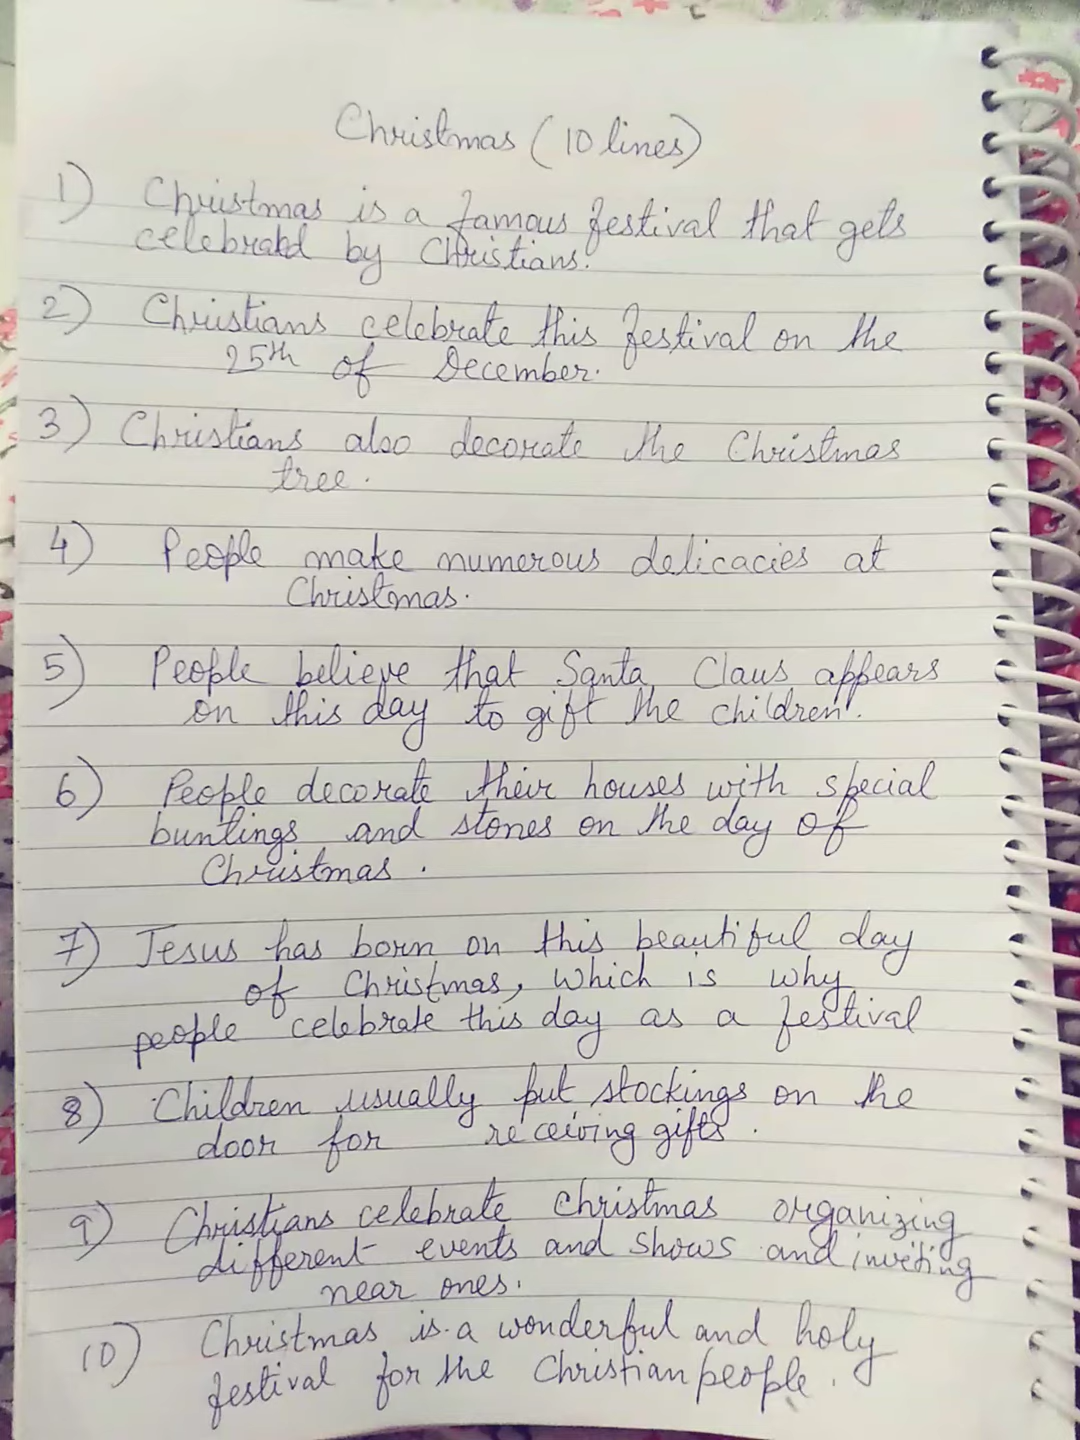 Christmas (10 lines)
1) Christmas is a famous festival that gets
celebrated by Christians.
2) Christians celebrate this festival on the
25th of December.
3) Christians also decorate the Christmas
tree.
4) People make numerous delicacies at
Christmas.
5) People believe that Santa Claus appears
on this day to gift the children.
6) People decorate their houses with special
buntings and stones on the day of
Christmas.
7) Jesus has born on this beautiful day
of Christmas, which is why
people celebrate this day as a festival
8) Children usually put stockings on the
door for receiving gifts.
9) Christians celebrate Christmas organizing
different events and shows and inviting
near ones.
10) Christmas is a wonderful and holy
festival for the Christian people.